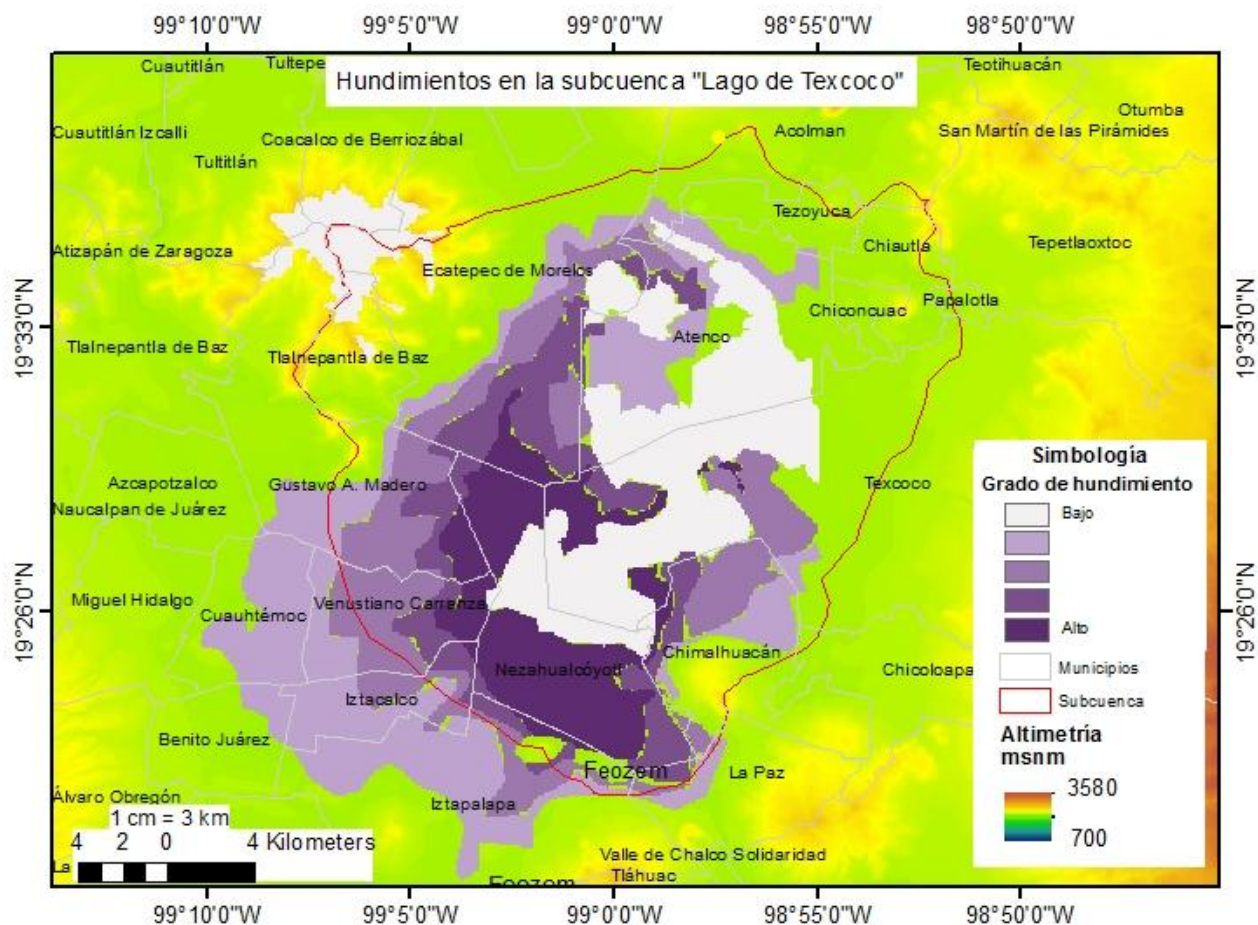 99°10'0"W 99°5'0"W 99°0'0"W 98°55'0"W 98°50'0"W
Hundimientos en la subcuenca "Lago de Texcoco"
Cuautitlán
Tultepe
Teotihuacán
Otumba
Cuautitlán Izcalli
Coacalco de Berriozábal
Acolman
San Martín de las Pirámides
Tultitlán
Tezoyuca
Atizapán de Zaragoza
Chiautla
Tepetlaoxtoc
Ecatepec de Morelos
Chiconcuac
Papalotla
19°33'0"N
19°33'0"N
Tlalnepantla de Baz
Tlalnepantla de Baz
Atenco
Azcapotzalco
Gustavo A. Madero
Texcoco
Naucalpan de Juárez
Miguel Hidalgo
Cuauhtémoc
Venustiano Carranza
19°26'0"N
19°26'0"N
Nezahualcóyotl
Chimalhuacán
Chicoloapa
Iztacalco
Benito Juárez
Feozem
La Paz
Álvaro Obregón
Iztapalapa
Valle de Chalco Solidaridad
Tláhuac
La
Feozem
Simbología
Grado de hundimiento
Bajo
Alto
Municipios
Subcuenca
Altimetría
msnm
3580
700
1 cm = 3 km
4 2 0 4 Kilometers
99°10'0"W 99°5'0"W 99°0'0"W 98°55'0"W 98°50'0"W